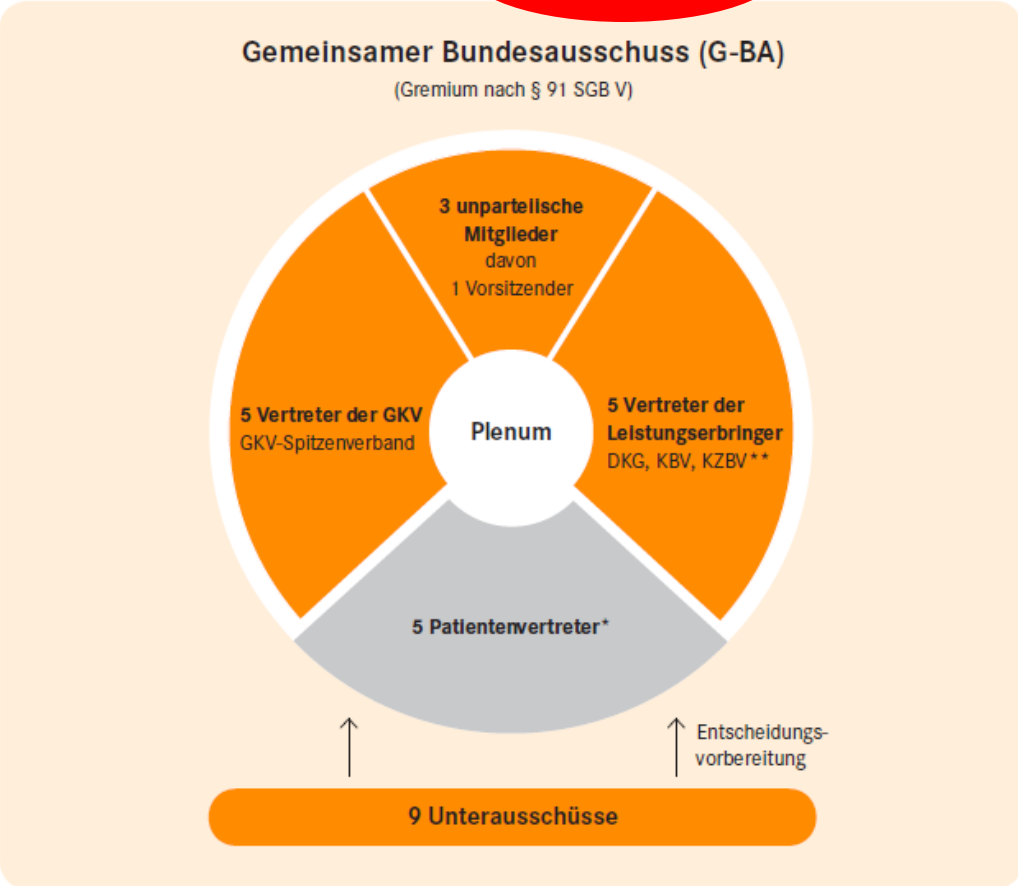 Gemeinsamer Bundesausschuss (G-BA)
(Gremium nach § 91 SGB V)
3 unparteiische
Mitglieder
davon
1 Vorsitzender
5 Vertreter der GKV
GKV-Spitzenverband
Plenum
5 Vertreter der
Leistungserbringer
DKG, KBV, KZBV**
5 Patientenvertreter*
Entscheidungs-
vorbereitung
9 Unterausschüsse